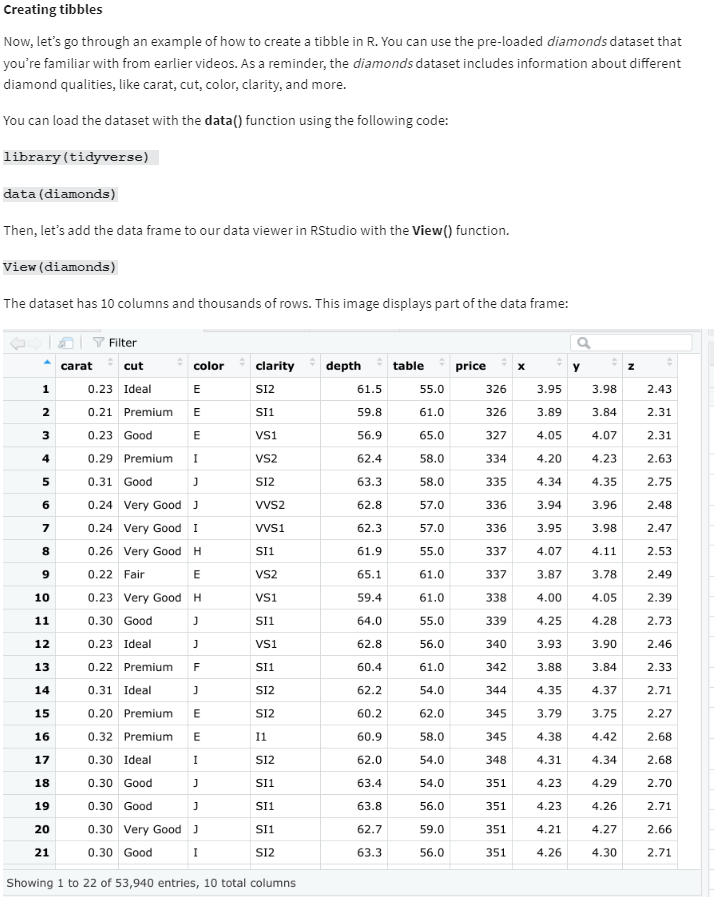 Creating tibbles
Now, let’s go through an example of how to create a tibble in R. You can use the pre-loaded diamonds dataset that
you’re familiar with from earlier videos. As a reminder, the diamonds dataset includes information about different
diamond qualities, like carat, cut, color, clarity, and more.
You can load the dataset with the data() function using the following code:
library(tidyverse)
data(diamonds)
Then, let’s add the data frame to our data viewer in RStudio with the View() function.
View(diamonds)
The dataset has 10 columns and thousands of rows. This image displays part of the data frame:
Filter
carat cut color clarity depth table price x y z
1 0.23 Ideal E SI2 61.5 55.0 326 3.95 3.98 2.43
2 0.21 Premium E SI1 59.8 61.0 326 3.89 3.84 2.31
3 0.23 Good E VS1 56.9 65.0 327 4.05 4.07 2.31
4 0.29 Premium I VS2 62.4 58.0 334 4.20 4.23 2.63
5 0.31 Good J SI2 63.3 58.0 335 4.34 4.35 2.75
6 0.24 Very Good J VVS2 62.8 57.0 336 3.94 3.96 2.48
7 0.24 Very Good I VVS1 62.3 57.0 336 3.95 3.98 2.47
8 0.26 Very Good H SI1 61.9 55.0 337 4.07 4.11 2.53
9 0.22 Fair E VS2 65.1 61.0 337 3.87 3.78 2.49
10 0.23 Very Good H VS1 59.4 61.0 338 4.00 4.05 2.39
11 0.30 Good J SI1 64.0 55.0 339 4.25 4.28 2.73
12 0.23 Ideal J VS1 62.8 56.0 340 3.93 3.90 2.46
13 0.22 Premium F SI1 60.4 61.0 342 3.88 3.84 2.33
14 0.31 Ideal J SI2 62.2 54.0 344 4.35 4.37 2.71
15 0.20 Premium E SI2 60.2 62.0 345 3.79 3.75 2.27
16 0.32 Premium E I1 60.9 58.0 345 4.38 4.42 2.68
17 0.30 Ideal I SI2 62.0 54.0 348 4.31 4.34 2.68
18 0.30 Good J SI1 63.4 54.0 351 4.23 4.29 2.70
19 0.30 Good J SI1 63.8 56.0 351 4.23 4.26 2.71
20 0.30 Very Good J SI1 62.7 59.0 351 4.21 4.27 2.66
21 0.30 Good I SI2 63.3 56.0 351 4.26 4.30 2.71
Showing 1 to 22 of 53,940 entries, 10 total columns